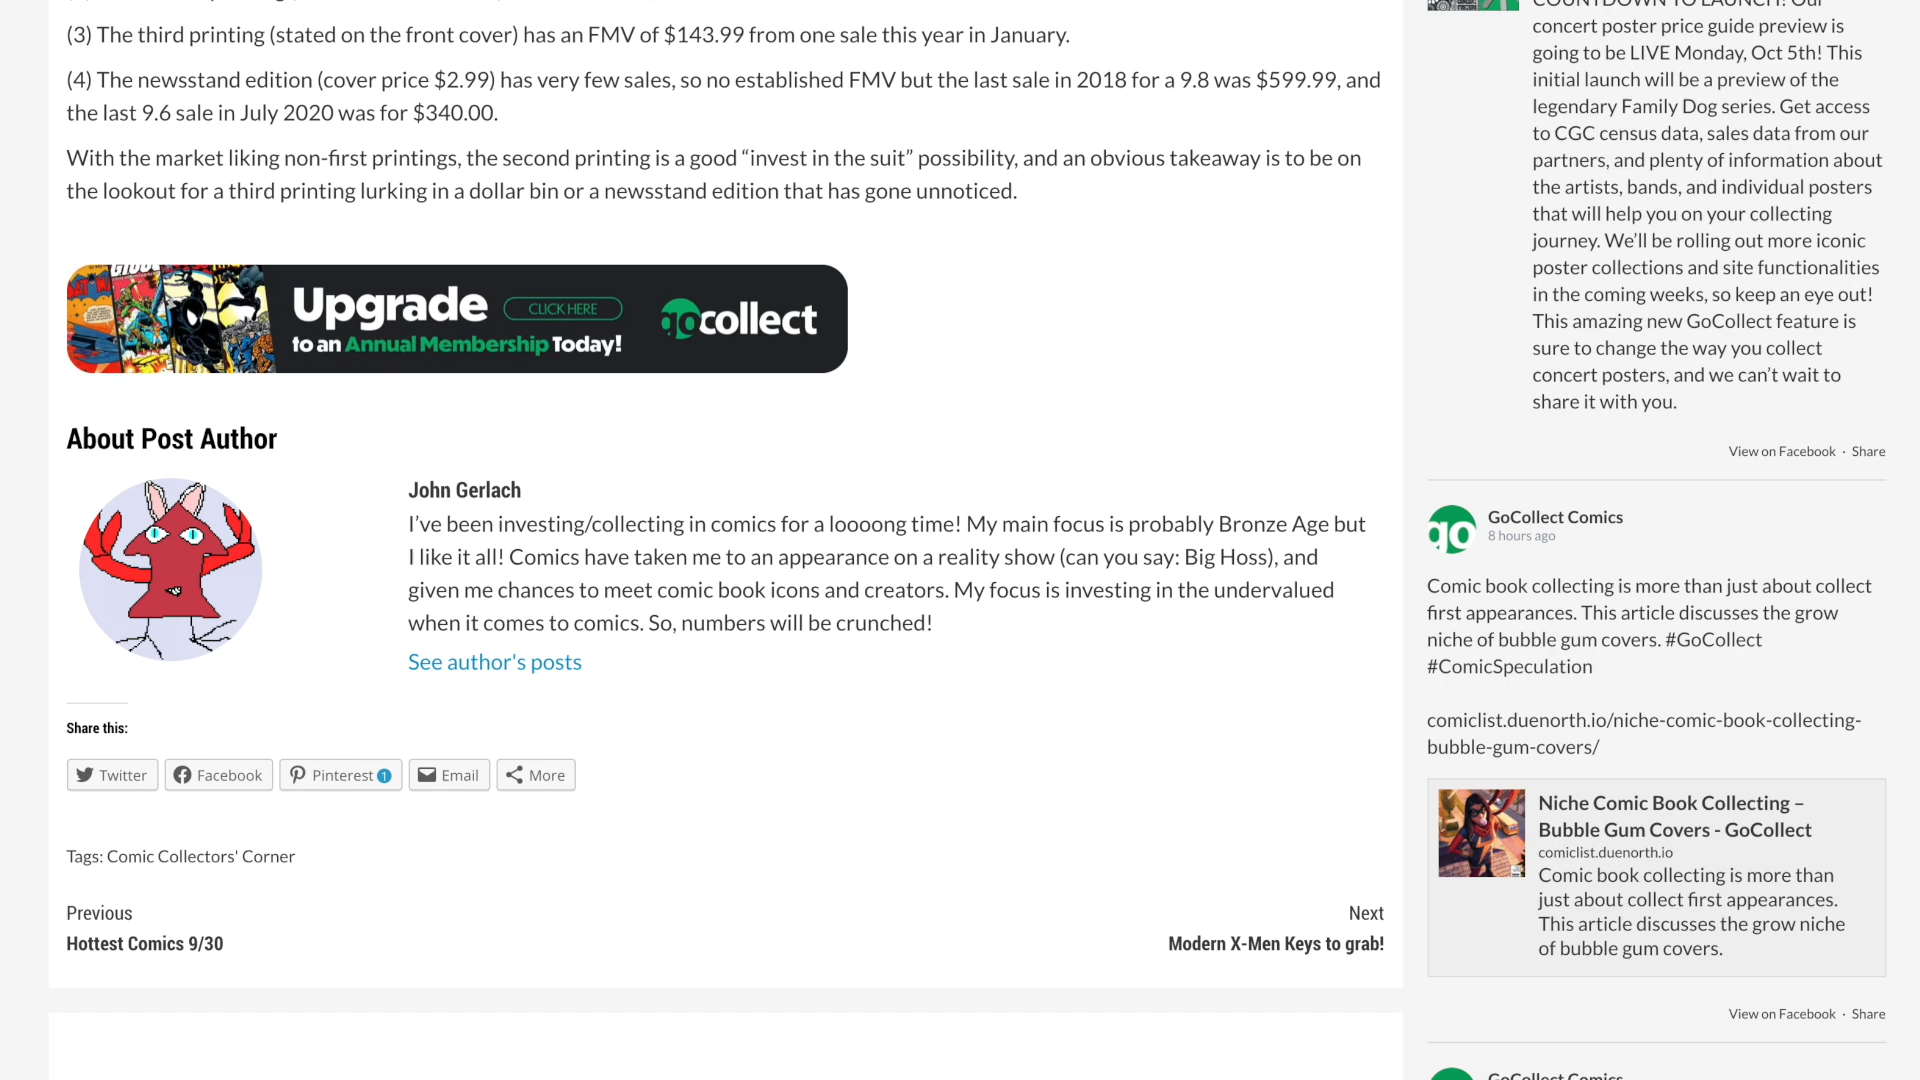 (3) The third printing (stated on the front cover) has an FMV of $143.99 from one sale this year in January.
(4) The newsstand edition (cover price $2.99) has very few sales, so no established FMV but the last sale in 2018 for a 9.8 was $599.99, and
the last 9.6 sale in July 2020 was for $340.00.
With the market liking non-first printings, the second printing is a good “invest in the suit” possibility, and an obvious takeaway is to be on
the lookout for a third printing lurking in a dollar bin or a newsstand edition that has gone unnoticed.
Upgrade CLICK HERE
to an Annual Membership Today!
gocollect
About Post Author
John Gerlach
I’ve been investing/collecting in comics for a loooong time! My main focus is probably Bronze Age but
I like it all! Comics have taken me to an appearance on a reality show (can you say: Big Hoss), and
given me chances to meet comic book icons and creators. My focus is investing in the undervalued
when it comes to comics. So, numbers will be crunched!
See author's posts
Share this:
Twitter Facebook Pinterest 1 Email More
Tags: Comic Collectors' Corner
Previous
Hottest Comics 9/30
Next
Modern X-Men Keys to grab!
COUNTDOWN TO LAUNCH! Our
concert poster price guide preview is
going to be LIVE Monday, Oct 5th! This
initial launch will be a preview of the
legendary Family Dog series. Get access
to CGC census data, sales data from our
partners, and plenty of information about
the artists, bands, and individual posters
that will help you on your collecting
journey. We’ll be rolling out more iconic
poster collections and site functionalities
in the coming weeks, so keep an eye out!
This amazing new GoCollect feature is
sure to change the way you collect
concert posters, and we can’t wait to
share it with you.
View on Facebook · Share
go
GoCollect Comics
8 hours ago
Comic book collecting is more than just about collect
first appearances. This article discusses the grow
niche of bubble gum covers. #GoCollect
#ComicSpeculation
comiclist.duenorth.io/niche-comic-book-collecting-
bubble-gum-covers/
Niche Comic Book Collecting –
Bubble Gum Covers - GoCollect
comiclist.duenorth.io
Comic book collecting is more than
just about collect first appearances.
This article discusses the grow niche
of bubble gum covers.
View on Facebook · Share
GoCollect Comics